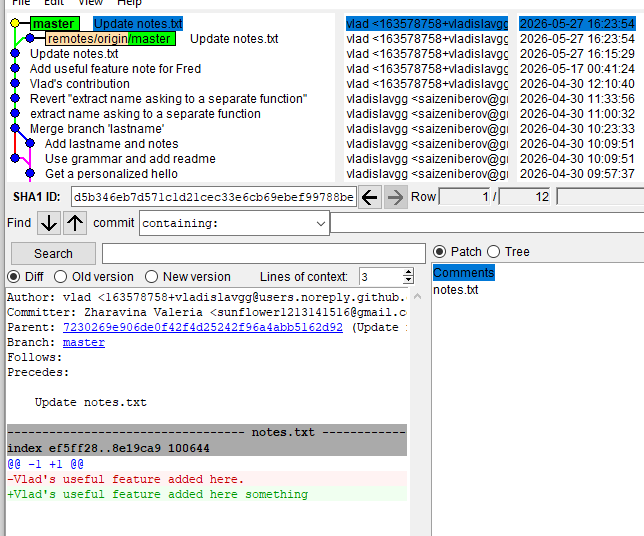 File Edit View Help
master Update notes.txt vlad <163578758+vladislavgg 2026-05-27 16:23:54
remotes/origin/master Update notes.txt vlad <163578758+vladislavgg 2026-05-27 16:23:54
Update notes.txt vlad <163578758+vladislavgg 2026-05-27 16:15:29
Add useful feature note for Fred vlad <163578758+vladislavgg 2026-05-17 00:41:24
Vlad's contribution vlad <163578758+vladislavgg 2026-04-30 12:10:40
Revert "extract name asking to a separate function" vladislavgg <saizeniberov@gr 2026-04-30 11:33:56
extract name asking to a separate function vladislavgg <saizeniberov@gr 2026-04-30 11:00:32
Merge branch 'lastname' vladislavgg <saizeniberov@gr 2026-04-30 10:23:33
Add lastname and notes vladislavgg <saizeniberov@gr 2026-04-30 10:09:51
Use grammar and add readme vladislavgg <saizeniberov@gr 2026-04-30 10:09:51
Get a personalized hello vladislavgg <saizeniberov@gr 2026-04-30 09:57:37
SHA1 ID: d5b346eb7d571c1d21cec33e6cb69ebef99788be Row 1 / 12
Find commit containing:
Search
Patch Tree
Diff Old version New version Lines of context: 3
Comments
notes.txt
Author: vlad <163578758+vladislavgg@users.noreply.github.
Committer: Zharavina Valeria <sunflower1213141516@gmail.c
Parent: 7230269e906de0f42f4d25242f96a4abb5162d92 (Update
Branch: master
Follows:
Precedes:
Update notes.txt
--------------------------------- notes.txt ------------
index ef5ff28..8e19ca9 100644
@@ -1 +1 @@
-Vlad's useful feature added here.
+Vlad's useful feature added here something